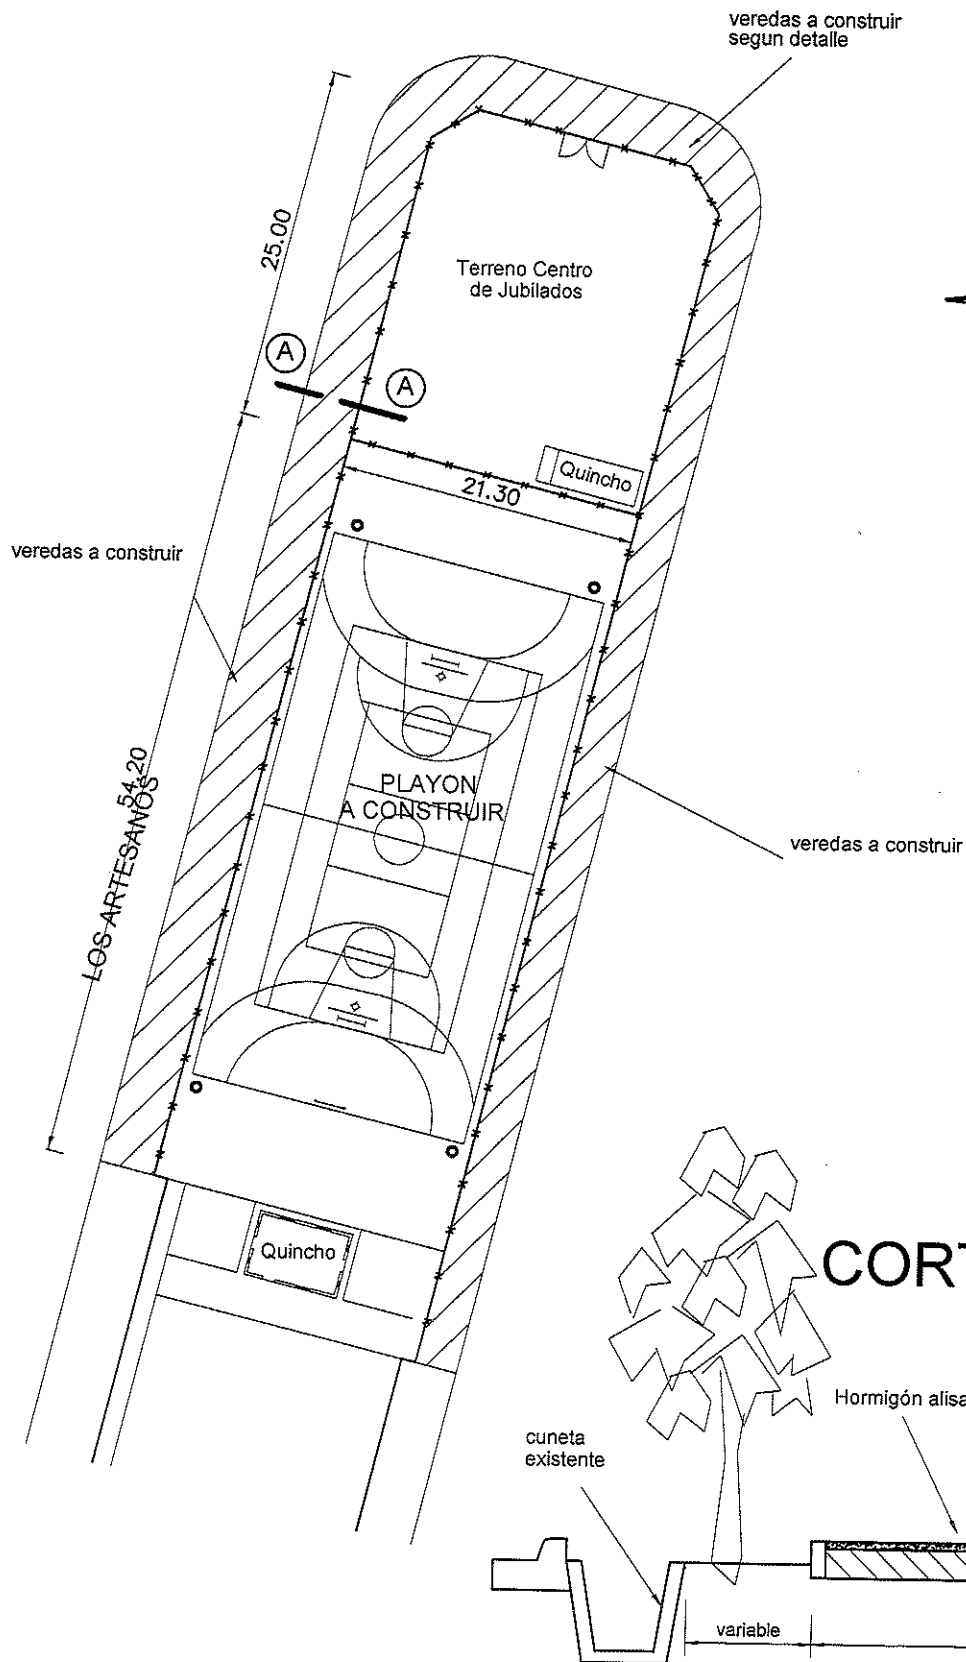 veredas a construir
segun detalle
25.00
Terreno Centro
de Jubilados
A
A
Quincho
21.30
veredas a construir
PLAYON
A CONSTRUIR
54.20
LOS ARTESANOS
veredas a construir
Quincho
COR
Hormigón alisa
cuneta
existente
variable